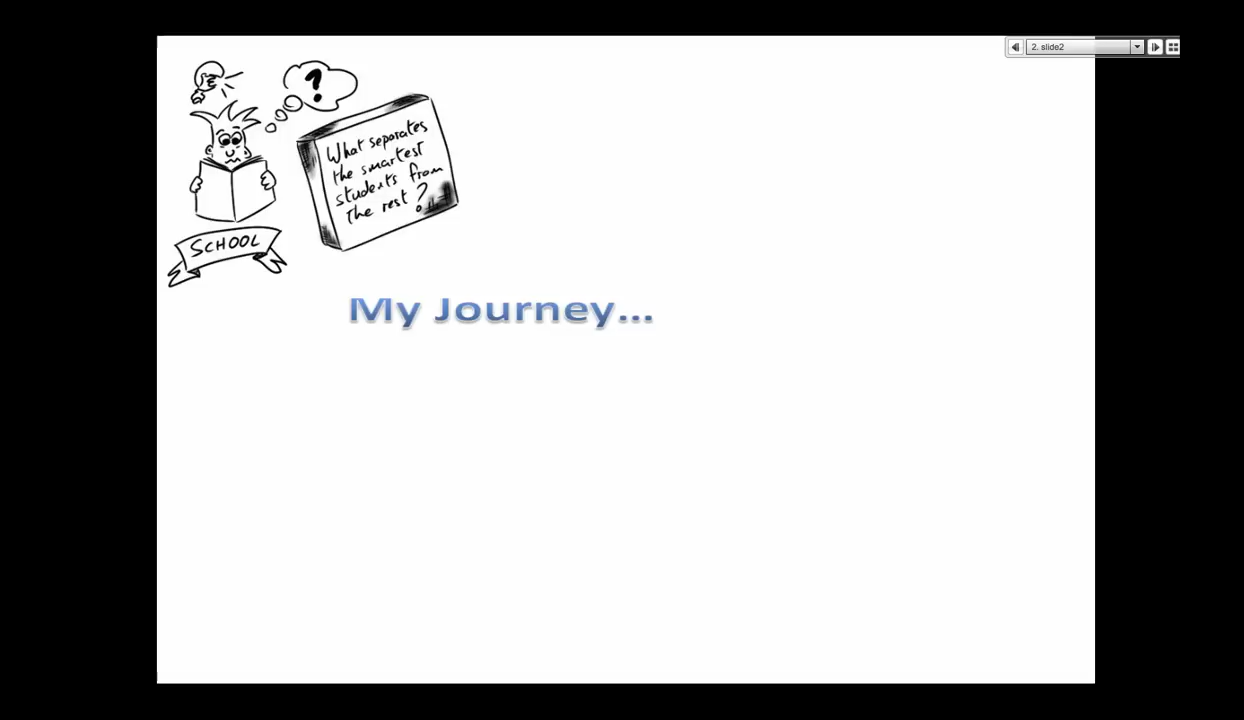 2. slide2
?
What separates
the smartest
students from
the rest?
SCHOOL
My Journey...